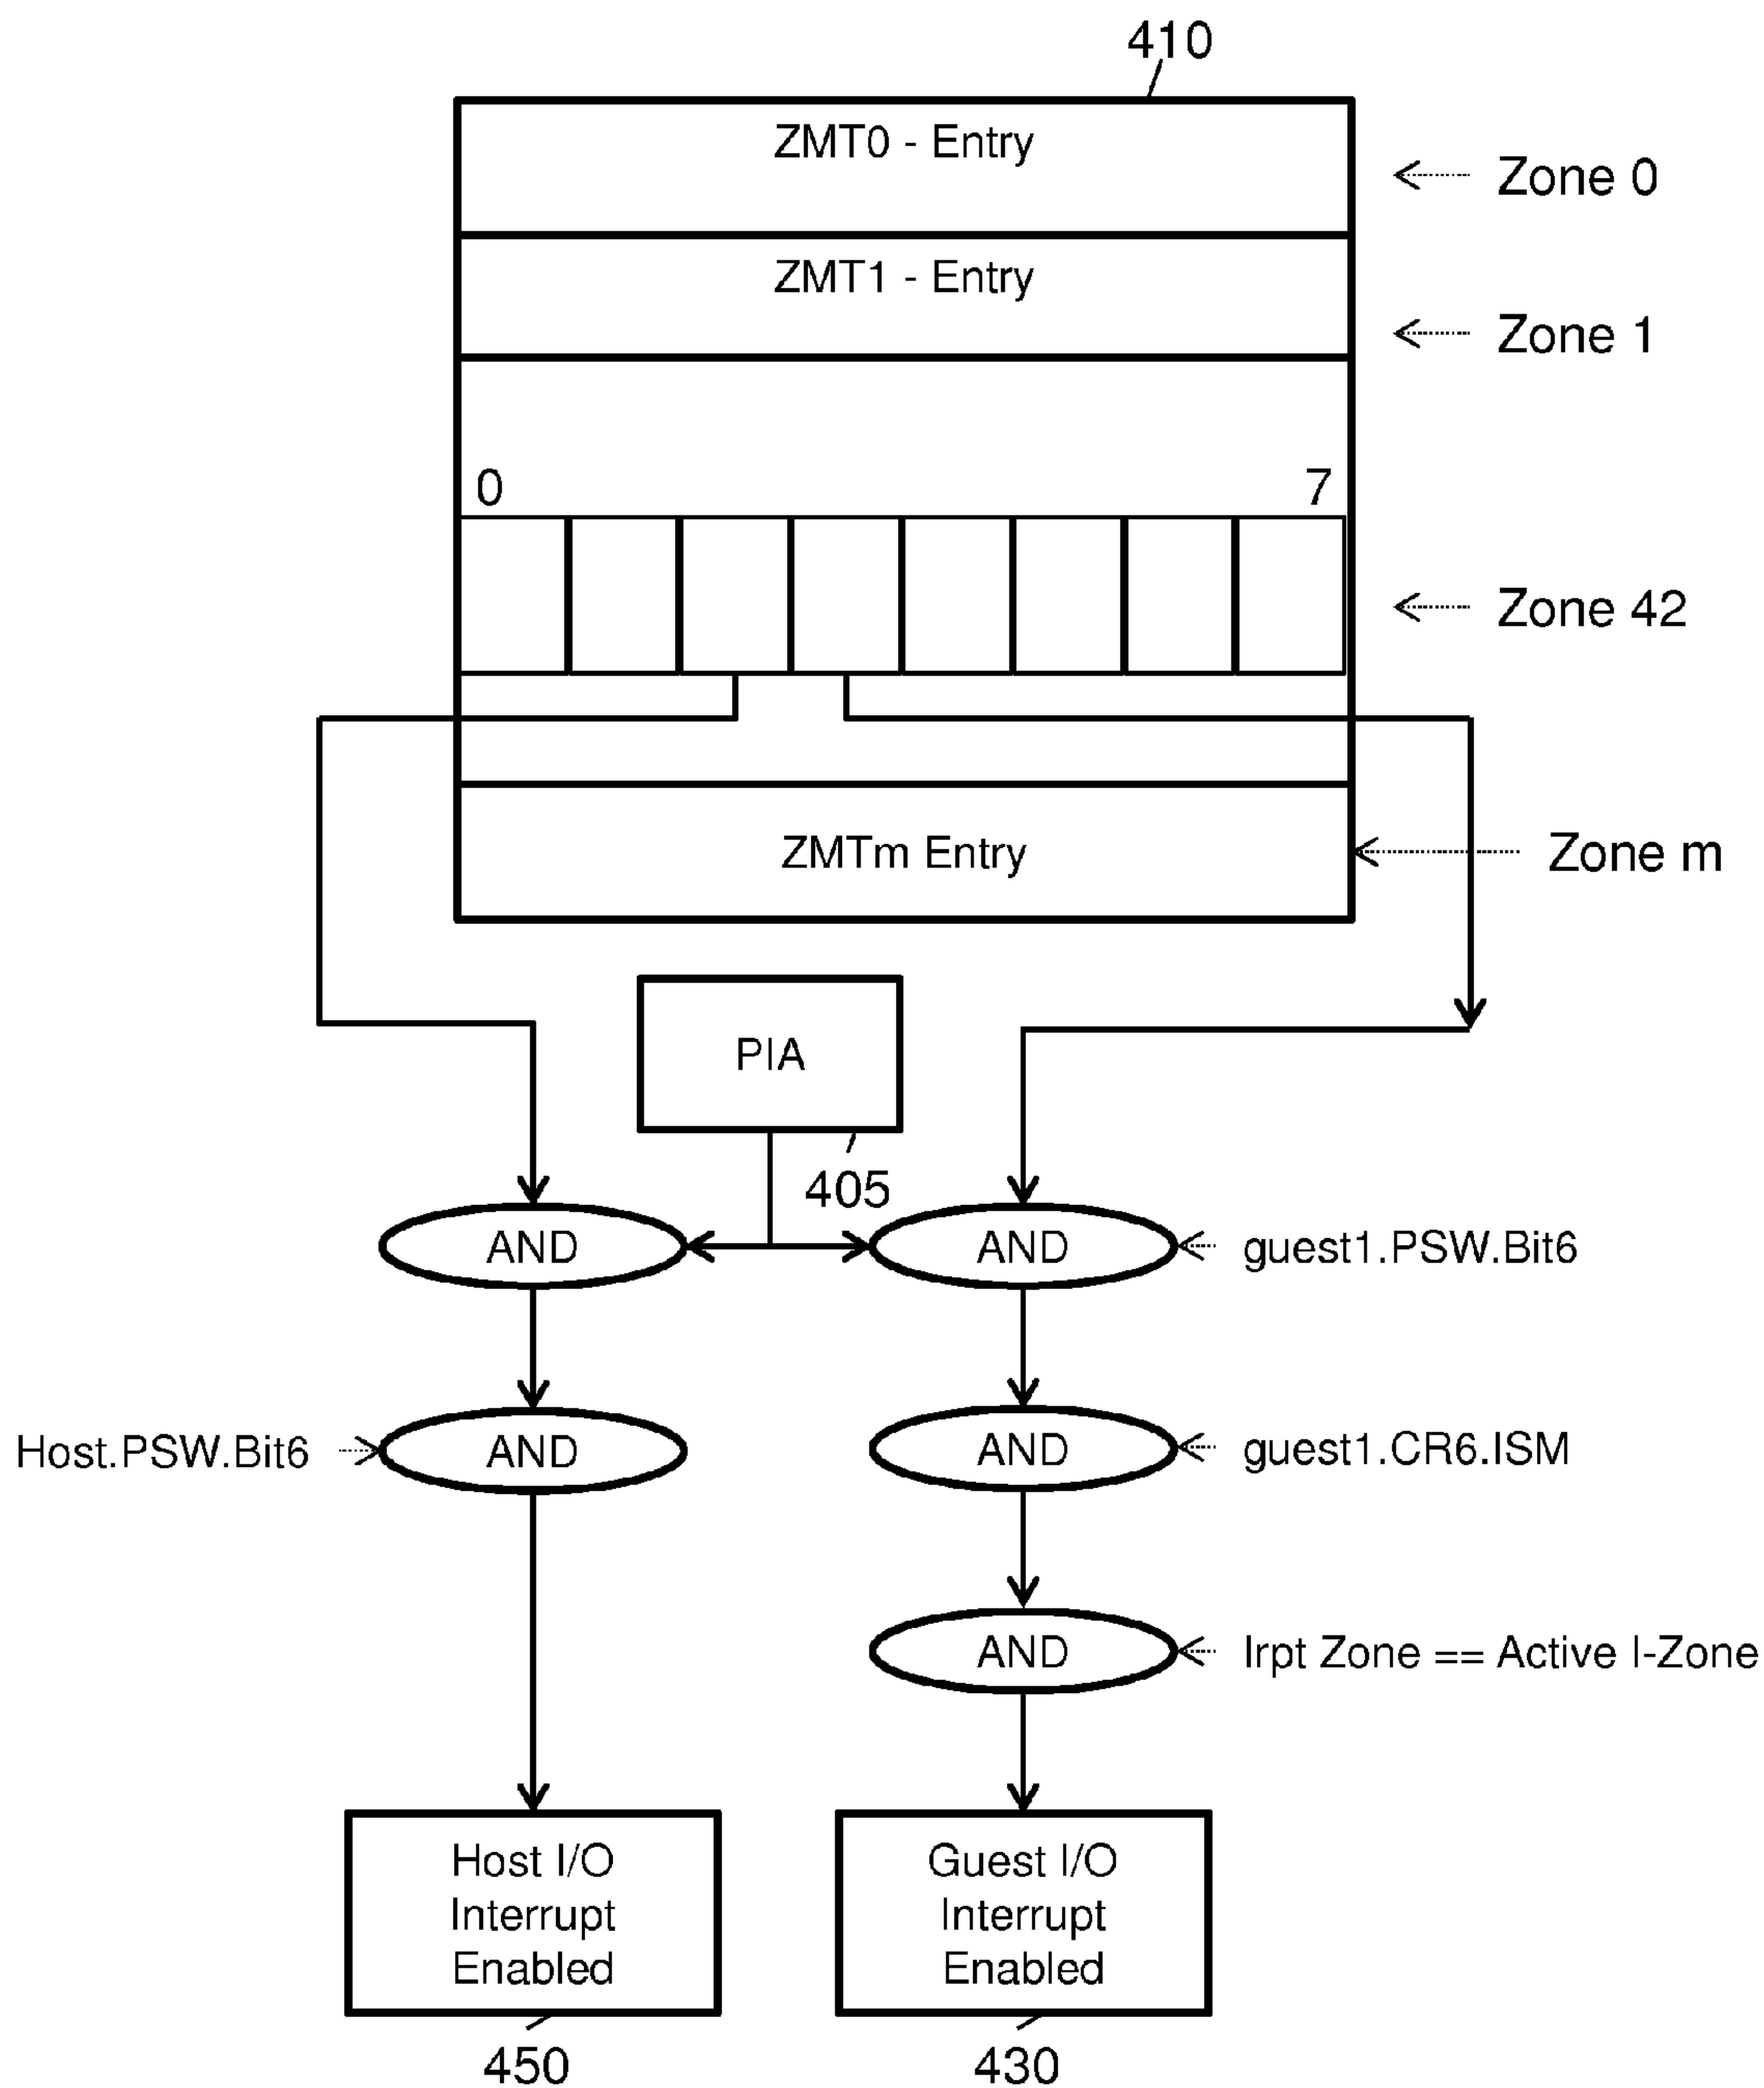 410
ZMT0 - Entry
Zone 0
ZMT1 - Entry
Zone 1
0 7
Zone 42
ZMTm Entry
Zone m
PIA
405
AND
AND
guest1.PSW.Bit6
Host.PSW.Bit6
AND
AND
guest1.CR6.ISM
AND
Irpt Zone == Active I-Zone
Host I/O
Interrupt
Enabled
Guest I/O
Interrupt
Enabled
450
430